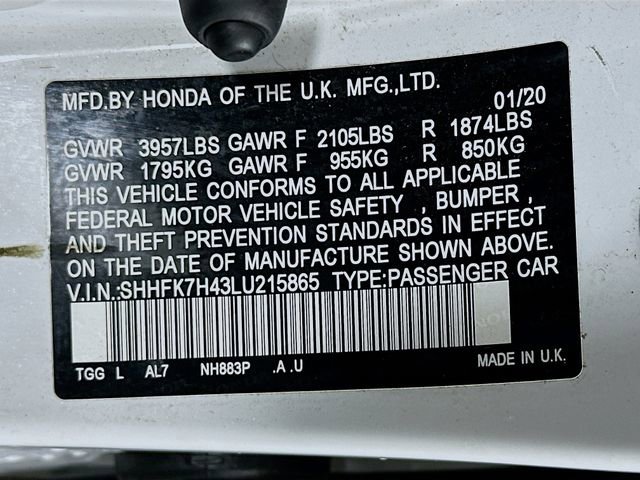 MFD.BY HONDA OF THE U.K. MFG.,LTD. 01/20
GVWR 3957LBS GAWR F 2105LBS R 1874LBS
GVWR 1795KG GAWR F 955KG R 850KG
THIS VEHICLE CONFORMS TO ALL APPLICABLE
FEDERAL MOTOR VEHICLE SAFETY , BUMPER ,
AND THEFT PREVENTION STANDARDS IN EFFECT
ON THE DATE OF MANUFACTURE SHOWN ABOVE.
V.I.N.:SHHFK7H43LU215865 TYPE:PASSENGER CAR
TGG L AL7 NH883P .A .U MADE IN U.K.